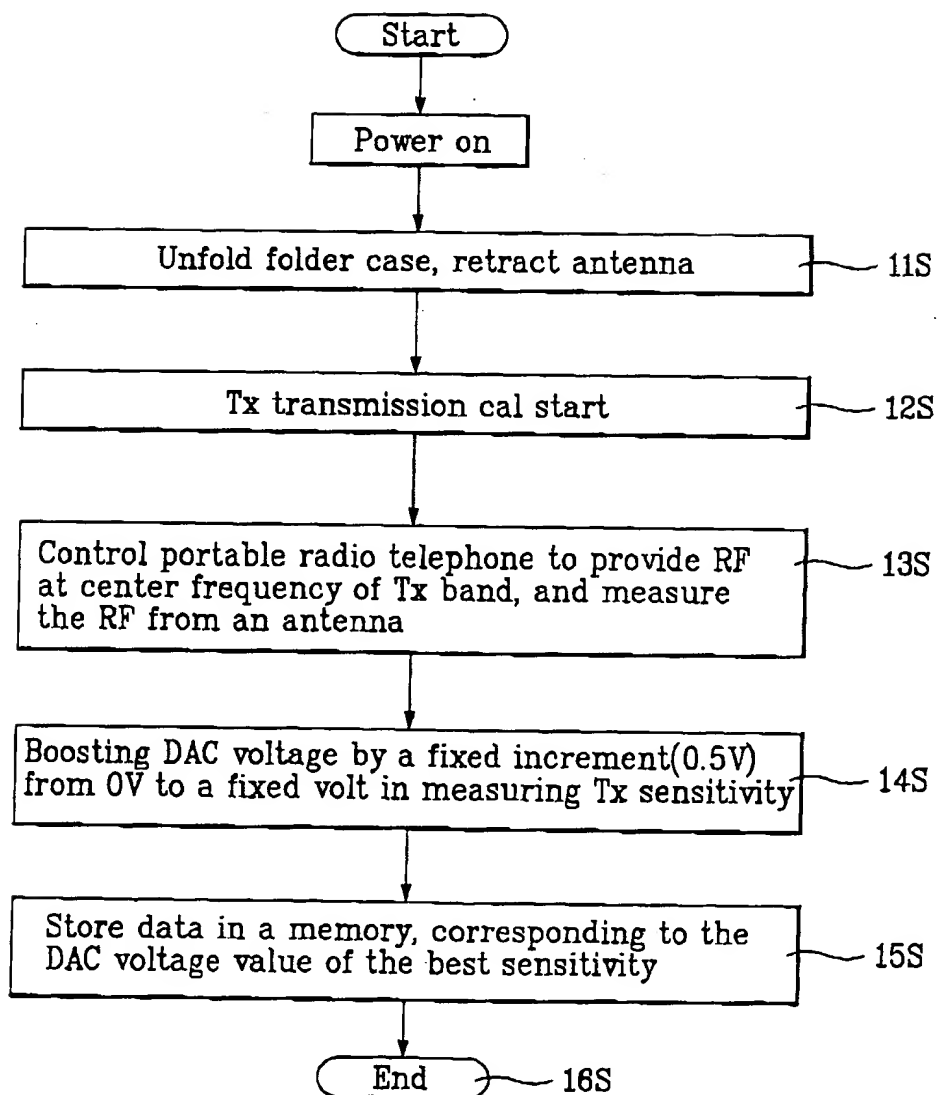 Start
Power on
Unfold folder case, retract antenna
11S
Tx transmission cal start
12S
Control portable radio telephone to provide RF
at center frequency of Tx band, and measure
the RF from an antenna
13S
Boosting DAC voltage by a fixed increment(0.5V)
from 0V to a fixed volt in measuring Tx sensitivity
14S
Store data in a memory, corresponding to the
DAC voltage value of the best sensitivity
15S
End
16S